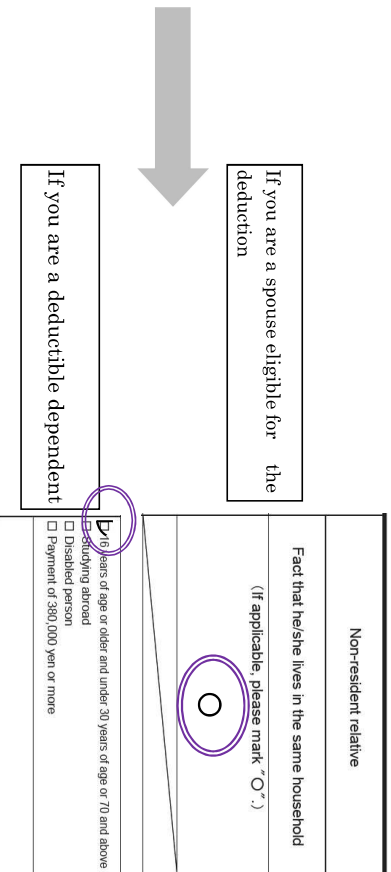 Non-resident relative
Fact that he/she lives in the same household
(If applicable, please mark "○".)
○
If you are a spouse eligible for the
deduction
If you are a deductible dependent
□16 years of age or older and under 30 years of age or 70 and above
□ Studying abroad
□ Disabled person
□ Payment of 380,000 yen or more